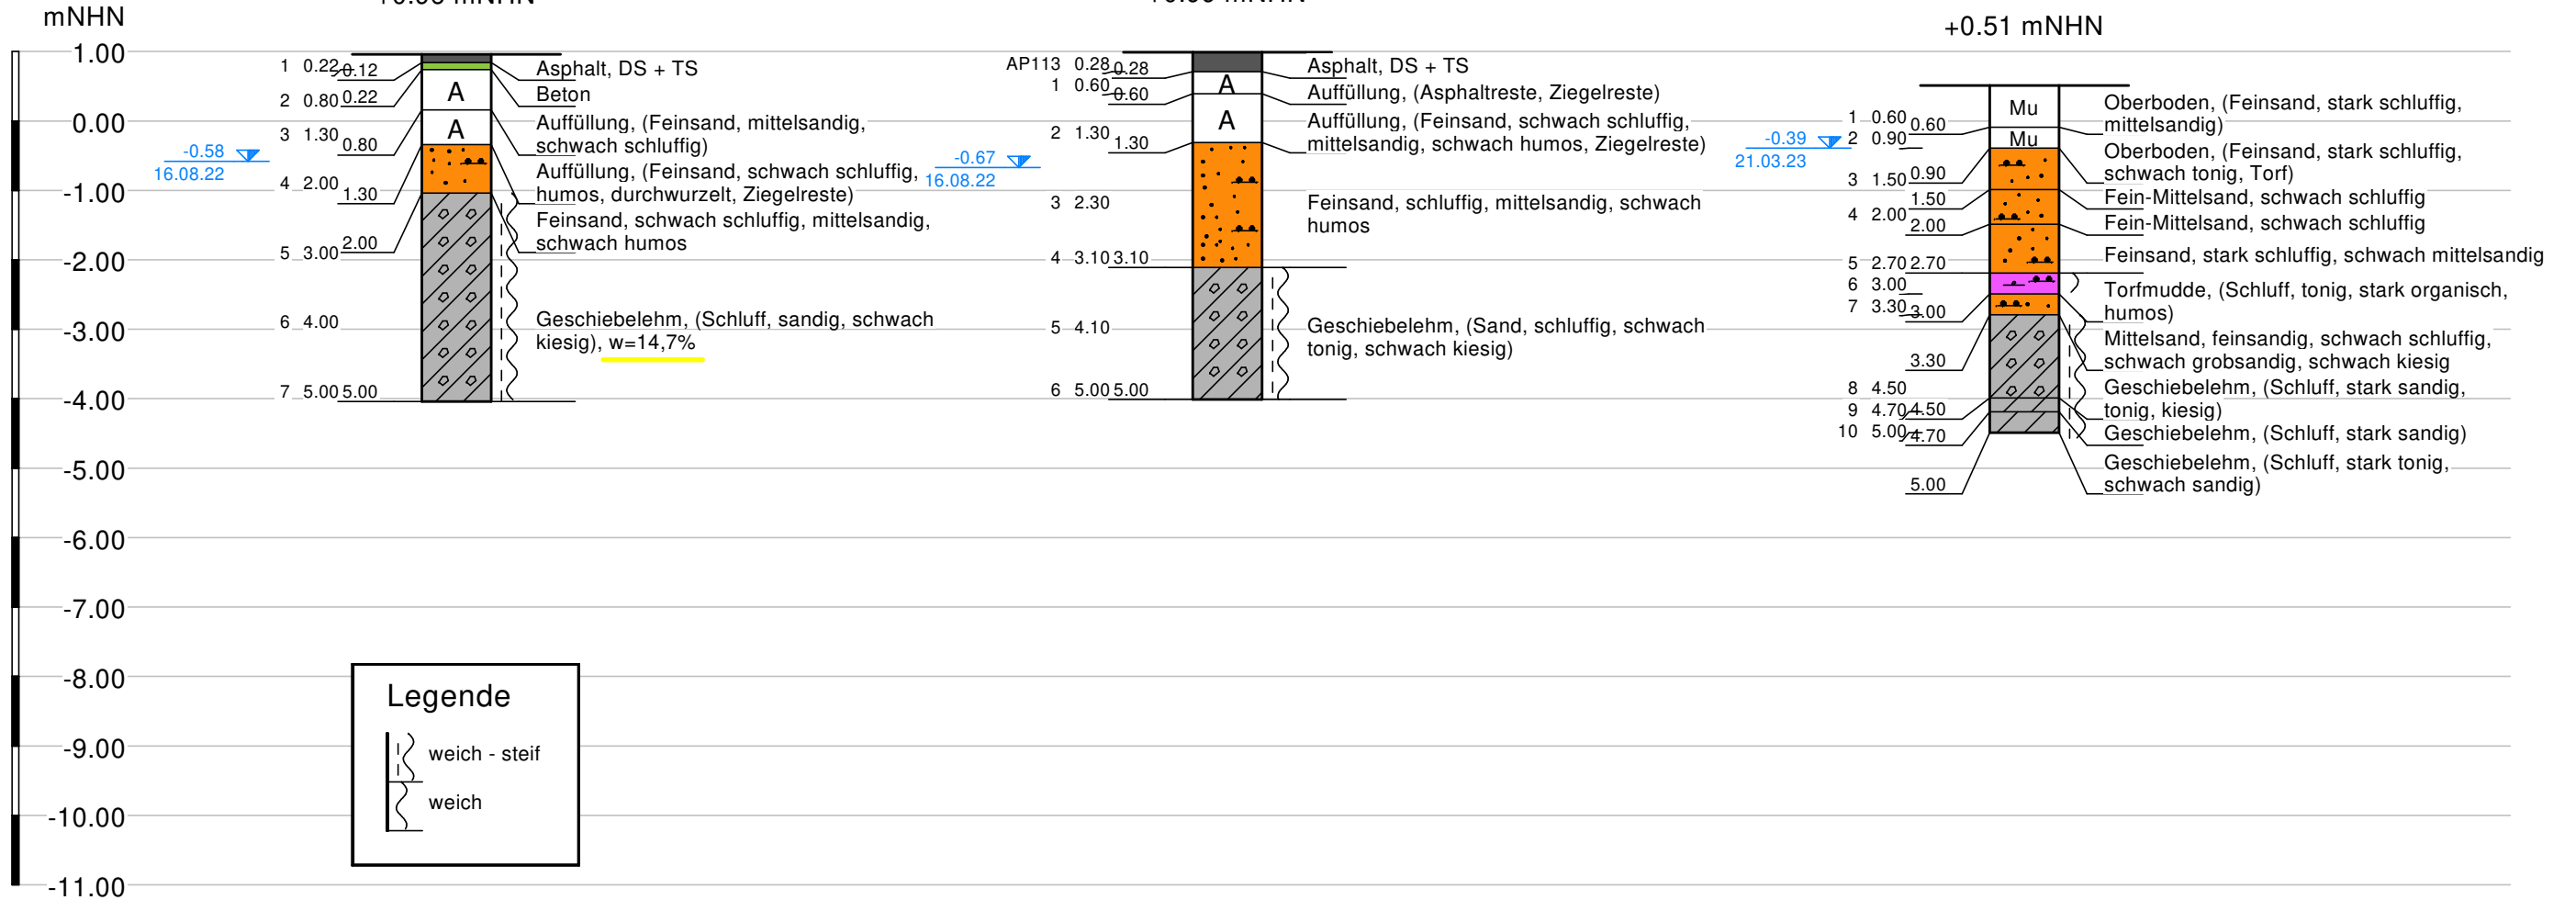 mNHN
+0.51 mNHN
1.00
0.00
-1.00
-2.00
-3.00
-4.00
-5.00
-6.00
-7.00
-8.00
-9.00
-10.00
-11.00
1 0.22
0.12
2 0.80
0.22
3 1.30
0.80
-0.58
16.08.22
4 2.00
1.30
2.00
5 3.00
6 4.00
7 5.00
5.00
A
A
Asphalt, DS + TS
Beton
Auffüllung, (Feinsand, mittelsandig,
schwach schluffig)
Auffüllung, (Feinsand, schwach schluffig,
humos, durchwurzelt, Ziegelreste)
Feinsand, schwach schluffig, mittelsandig,
schwach humos
Geschiebelehm, (Schluff, sandig, schwach
kiesig), w=14,7%
AP113 0.28
0.28
1 0.60
0.60
2 1.30
1.30
-0.67
16.08.22
3 2.30
4 3.10
3.10
5 4.10
6 5.00
5.00
A
A
Asphalt, DS + TS
Auffüllung, (Asphaltreste, Ziegelreste)
Auffüllung, (Feinsand, schwach schluffig,
mittelsandig, schwach humos, Ziegelreste)
Feinsand, schluffig, mittelsandig, schwach
humos
Geschiebelehm, (Sand, schluffig, schwach
tonig, schwach kiesig)
1 0.60
0.60
-0.39
21.03.23
2 0.90
0.90
3 1.50
1.50
4 2.00
2.00
5 2.70
2.70
6 3.00
7 3.30
3.00
3.30
8 4.50
9 4.70
4.50
10 5.00
4.70
5.00
Mu
Mu
Oberboden, (Feinsand, stark schluffig,
mittelsandig)
Oberboden, (Feinsand, stark schluffig,
schwach tonig, Torf)
Fein-Mittelsand, schwach schluffig
Fein-Mittelsand, schwach schluffig
Feinsand, stark schluffig, schwach mittelsandig
Torfmudde, (Schluff, tonig, stark organisch,
humos)
Mittelsand, feinsandig, schwach schluffig,
schwach grobsandig, schwach kiesig
Geschiebelehm, (Schluff, stark sandig,
tonig, kiesig)
Geschiebelehm, (Schluff, stark sandig)
Geschiebelehm, (Schluff, stark tonig,
schwach sandig)
Legende
weich - steif
weich